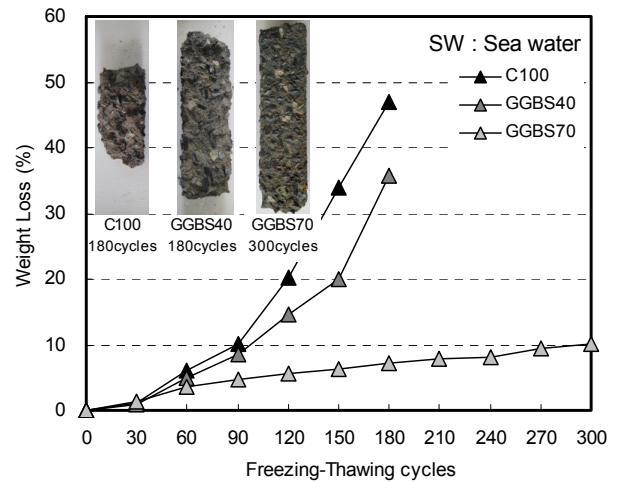 SW : Sea water
C100
GGBS40
GGBS70
C100
180cycles
GGBS40
180cycles
GGBS70
300cycles
Weight Loss (%)
60
50
40
30
20
10
0
0 30 60 90 120 150 180 210 240 270 300
Freezing-Thawing cycles